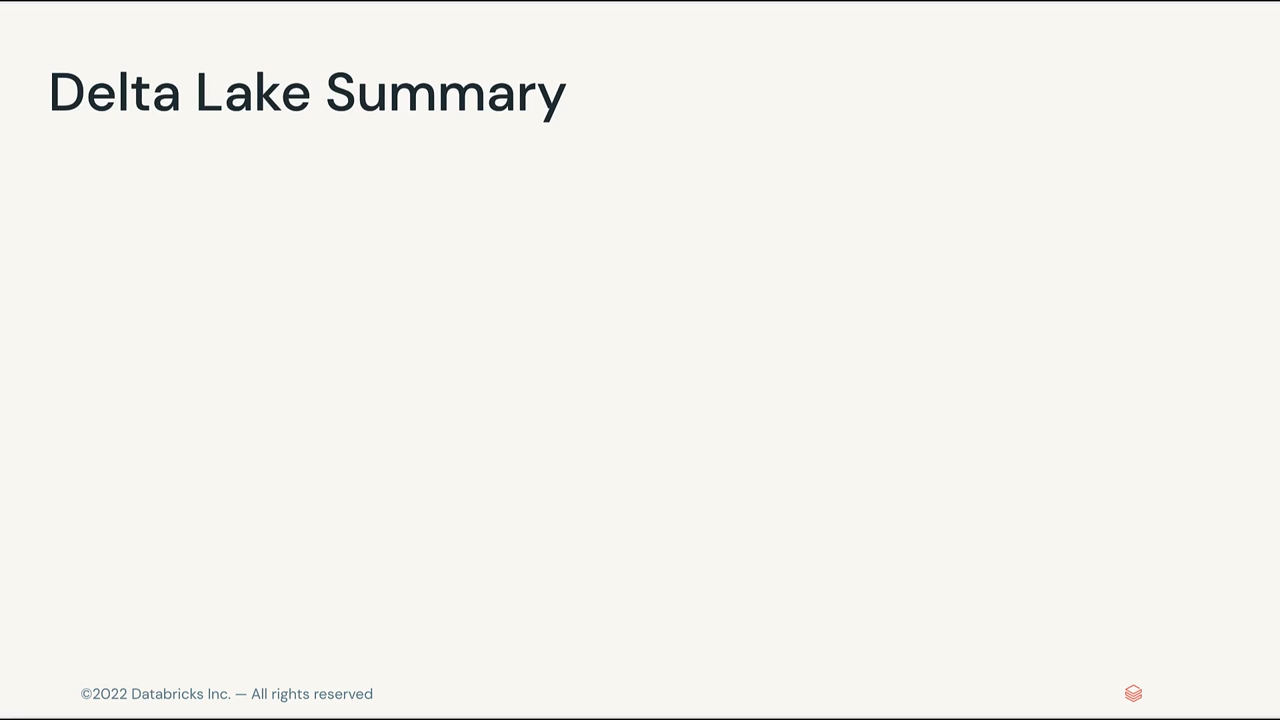 Delta Lake Summary
©2022 Databricks Inc. — All rights reserved